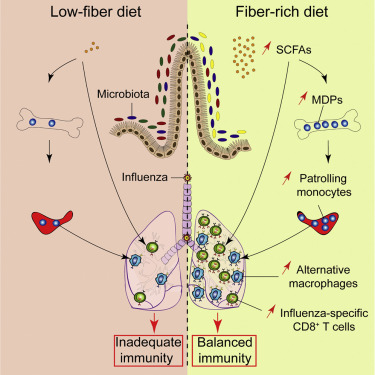 Low-fiber diet
Fiber-rich diet
SCFAs
Microbiota
MDPs
Influenza
Patrolling
monocytes
Alternative
macrophages
Influenza-specific
CD8⁺ T cells
Inadequate
immunity
Balanced
immunity